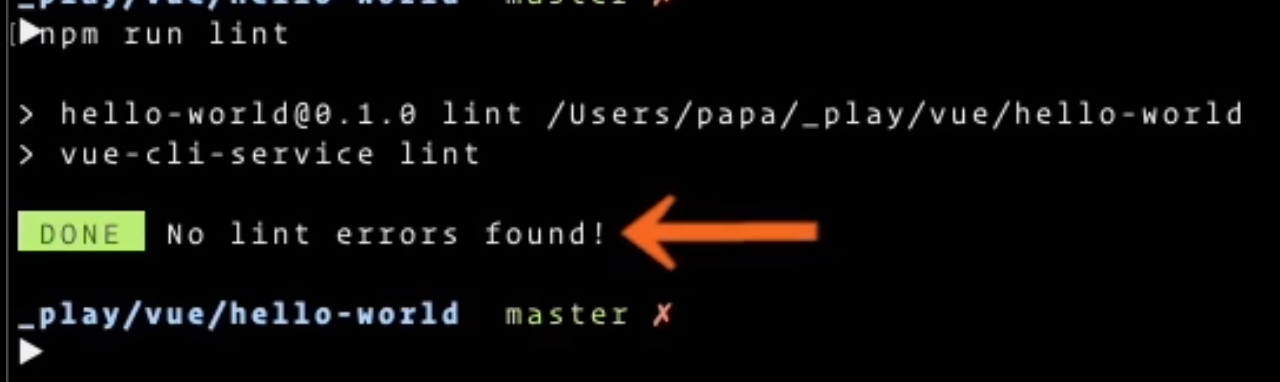 _play/vue/hello-world master ✗
npm run lint
> hello-world@0.1.0 lint /Users/papa/_play/vue/hello-world
> vue-cli-service lint
DONE No lint errors found!
_play/vue/hello-world master ✗